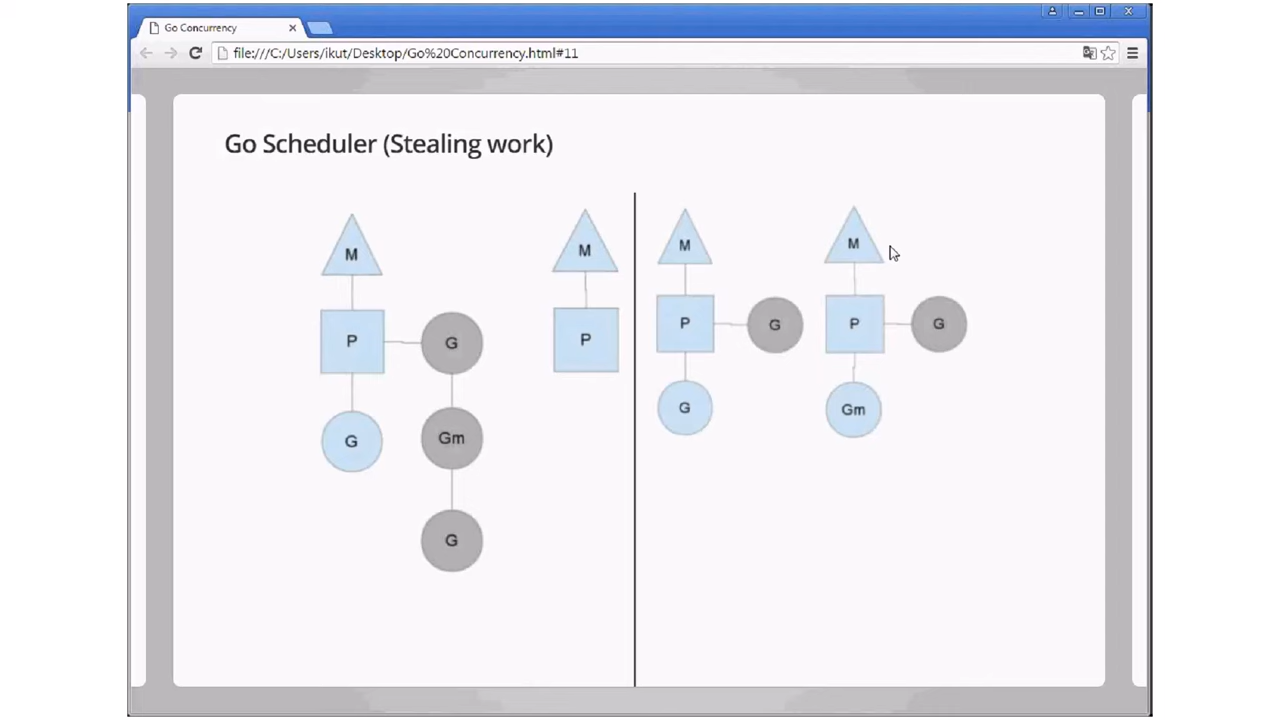 Go Concurrency
file:///C:/Users/ikut/Desktop/Go%20Concurrency.html#11
Go Scheduler (Stealing work)
M
P
G
G
Gm
G
M
P
M
P
G
G
M
P
G
Gm